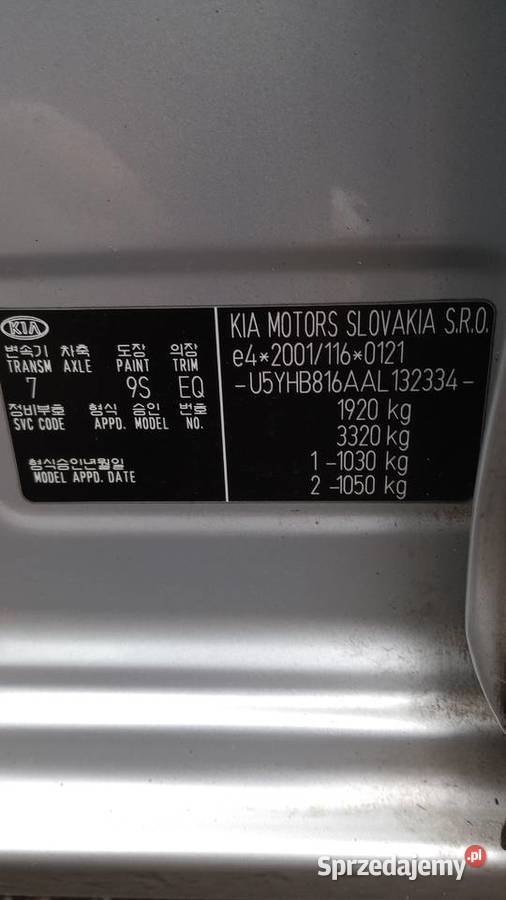 KIA
변속기 차축 도장 의장
TRANSM AXLE PAINT TRIM
7 9S EQ
정비부호 형식 승인 번호
SVC CODE APPD. MODEL NO.
형식승인년월일
MODEL APPD. DATE
KIA MOTORS SLOVAKIA S.R.O.
e4*2001/116*0121
-U5YHB816AAL132334-
1920 kg
3320 kg
1-1030 kg
2-1050 kg
Sprzedajemy.pl